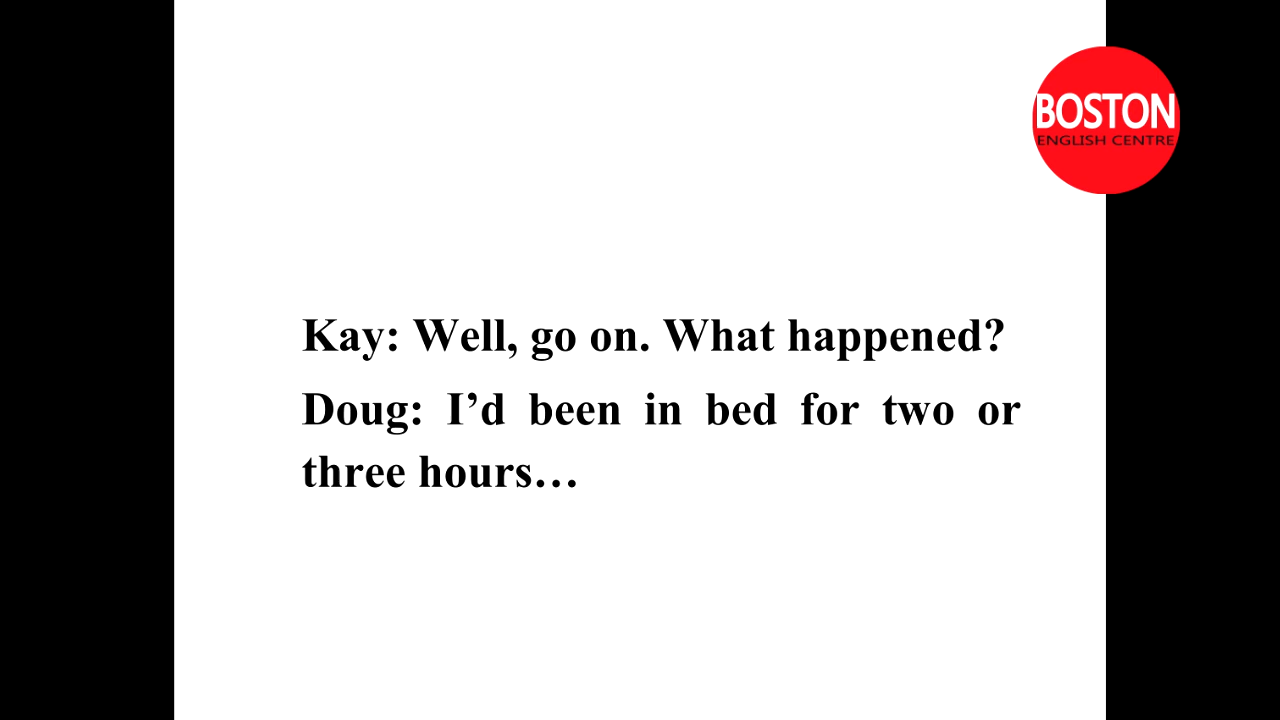 BOSTON
ENGLISH CENTRE
Kay: Well, go on. What happened?
Doug: I’d been in bed for two or
three hours…